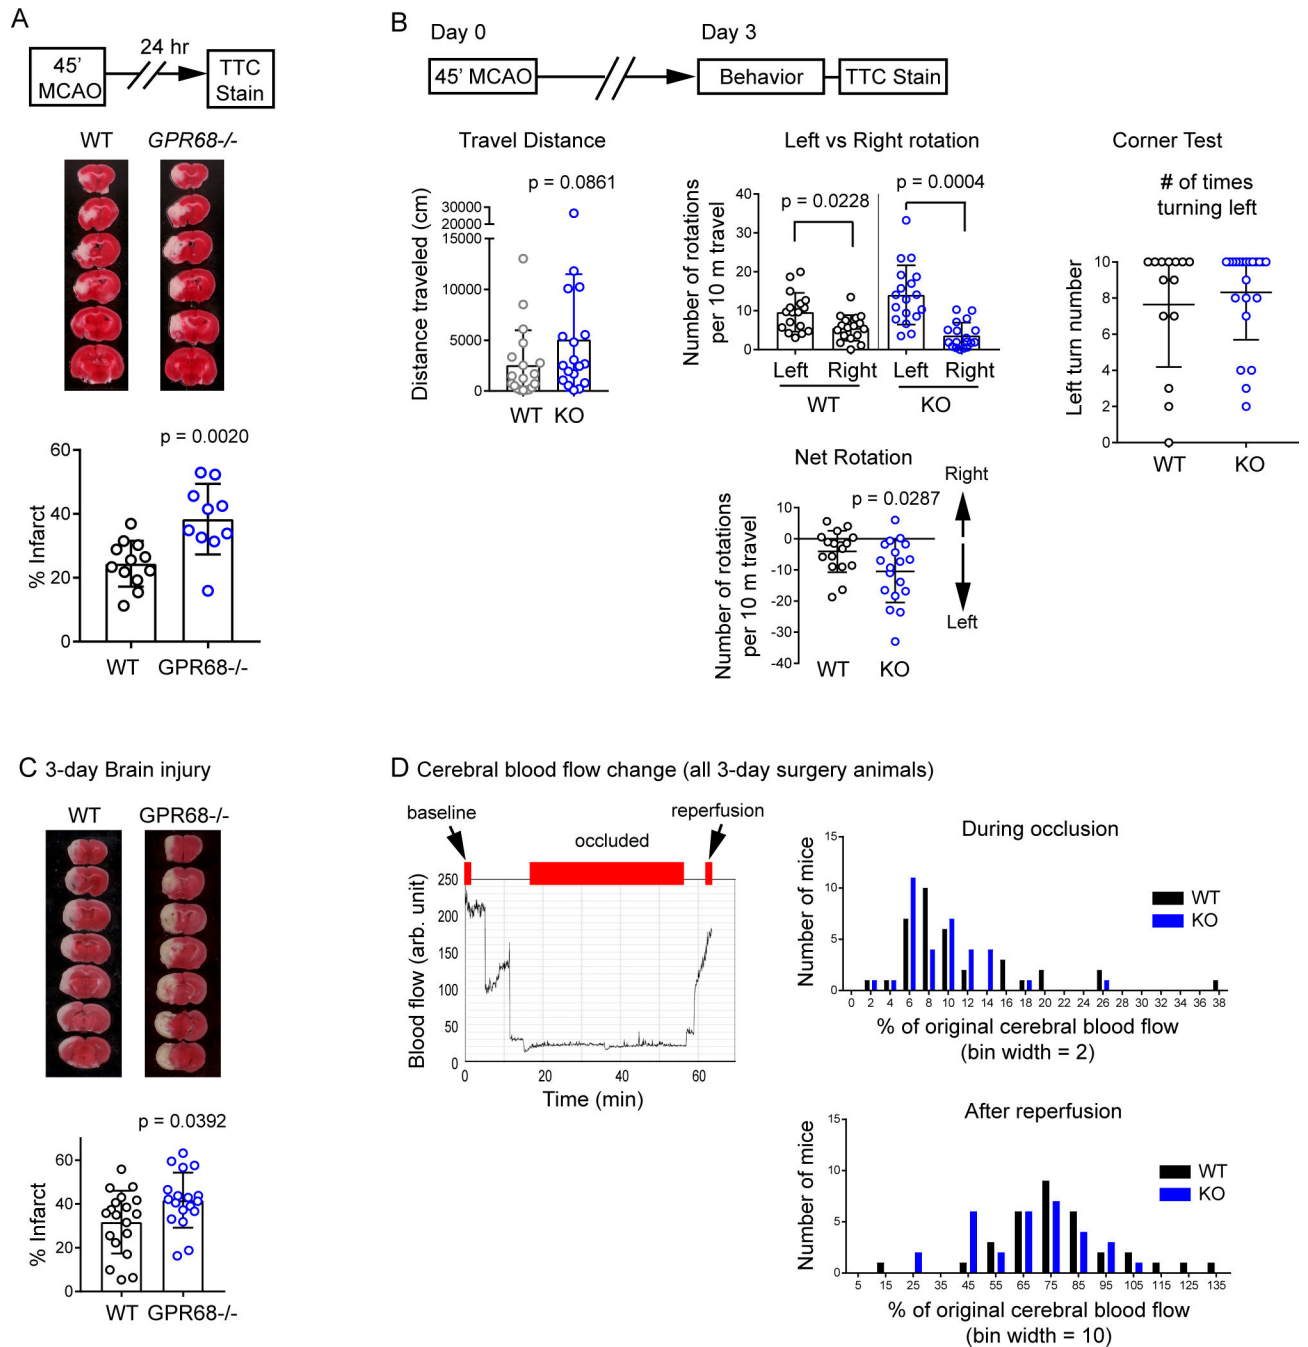 A
45'
MCAO
24 hr
TTC
Stain
WT
GPR68-/-
p = 0.0020
% Infarct
60
40
20
0
WT
GPR68-/-
B
Day 0
Day 3
45' MCAO
Behavior
TTC Stain
Travel Distance
p = 0.0861
Distance traveled (cm)
30000
20000
15000
10000
5000
0
WT
KO
Left vs Right rotation
Number of rotations
per 10 m travel
p = 0.0228
p = 0.0004
40
30
20
10
0
Left
Right
Left
Right
WT
KO
Net Rotation
p = 0.0287
Number of rotations
per 10 m travel
10
0
-10
-20
-30
-40
WT
KO
Right
Left
Corner Test
# of times
turning left
Left turn number
10
8
6
4
2
0
WT
KO
C 3-day Brain injury
WT
GPR68-/-
p = 0.0392
% Infarct
60
40
20
0
WT
GPR68-/-
D Cerebral blood flow change (all 3-day surgery animals)
baseline
reperfusion
occluded
Blood flow (arb. unit)
250
200
150
100
50
0
0
20
40
60
Time (min)
During occlusion
Number of mice
15
10
5
0
WT
KO
0 2 4 6 8 10 12 14 16 18 20 22 24 26 28 30 32 34 36 38
% of original cerebral blood flow
(bin width = 2)
After reperfusion
Number of mice
15
10
5
0
WT
KO
5 15 25 35 45 55 65 75 85 95 105 115 125 135
% of original cerebral blood flow
(bin width = 10)